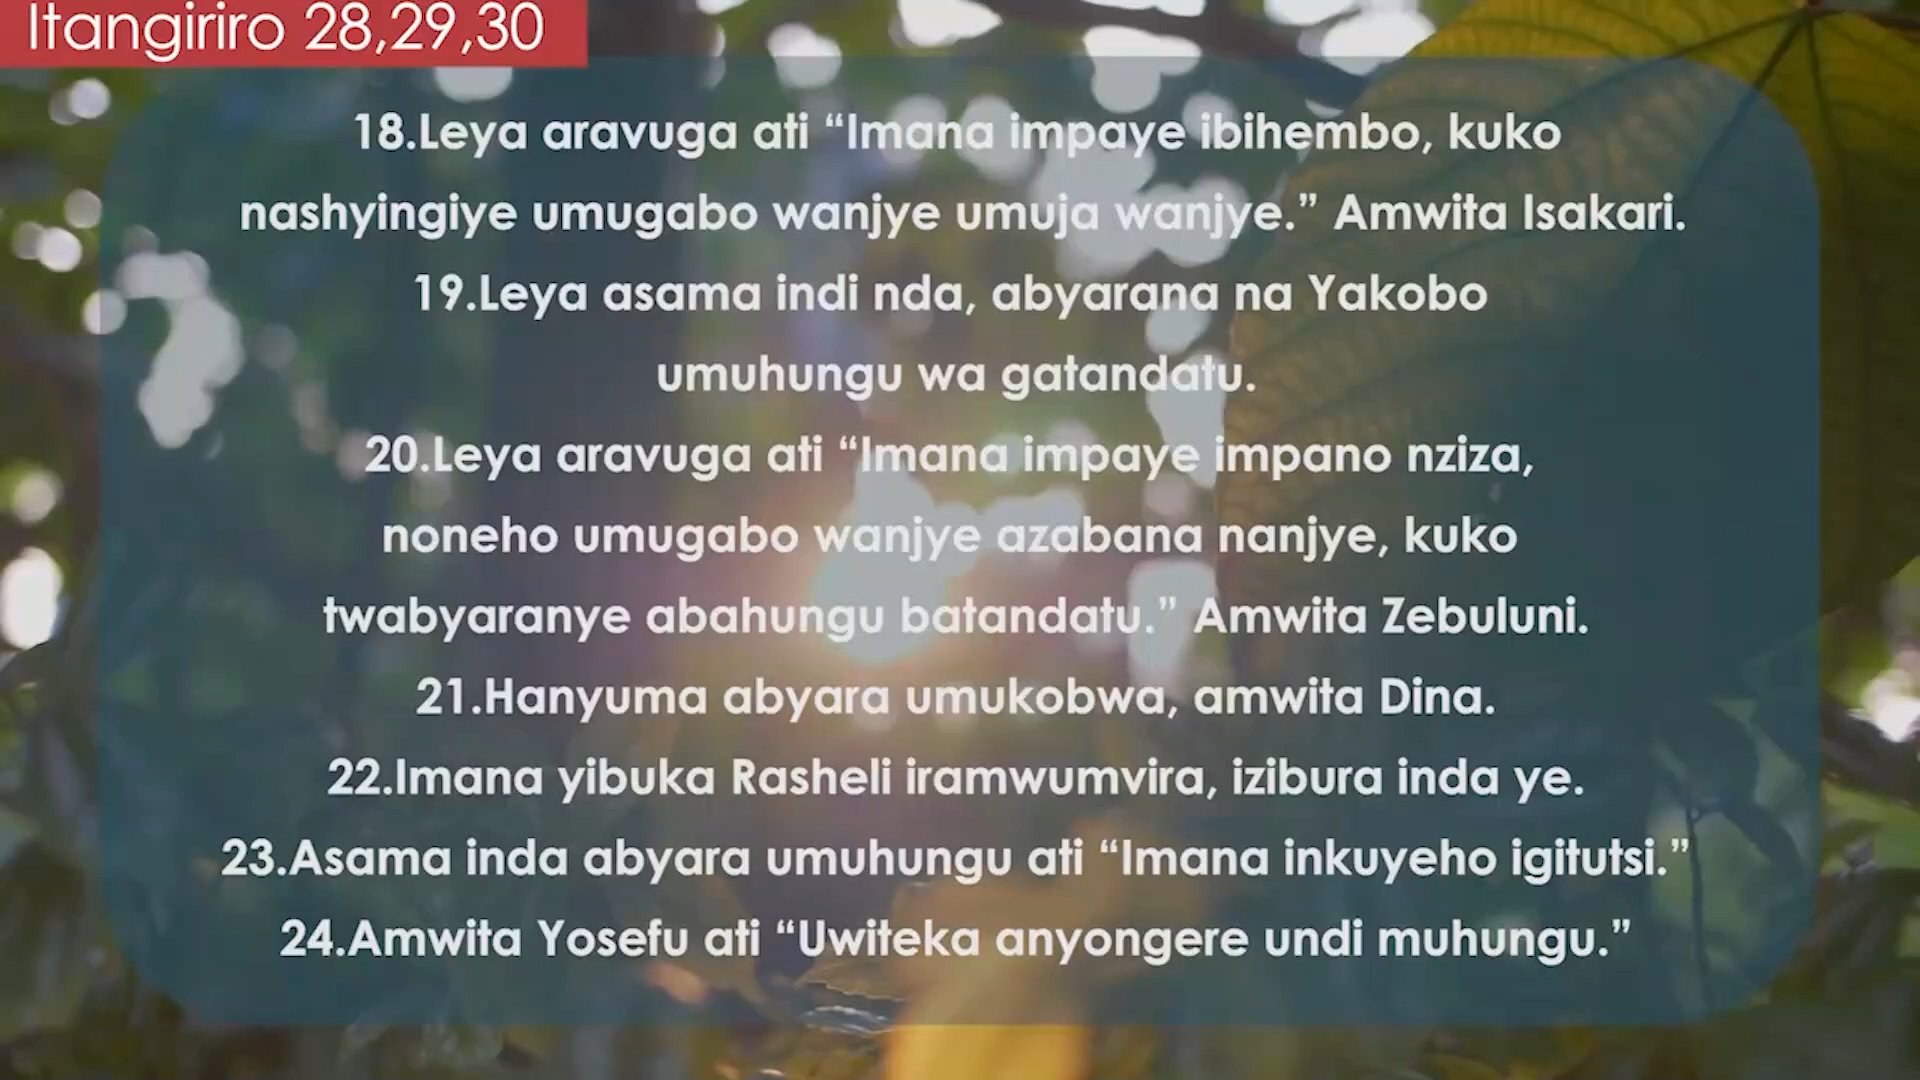 Itangiriro 28,29,30
18.Leya aravuga ati “Imana impaye ibihembo, kuko
nashyingiye umugabo wanjye umuja wanjye.” Amwita Isakari.
19.Leya asama indi nda, abyarana na Yakobo
umuhungu wa gatandatu.
20.Leya aravuga ati “Imana impaye impano nziza,
noneho umugabo wanjye azabana nanjye, kuko
twabyaranye abahungu batandatu.” Amwita Zebuluni.
21.Hanyuma abyara umukobwa, amwita Dina.
22.Imana yibuka Rasheli iramwumvira, izibura inda ye.
23.Asama inda abyara umuhungu ati “Imana inkuyeho igitutsi.”
24.Amwita Yosefu ati “Uwiteka anyongere undi muhungu.”